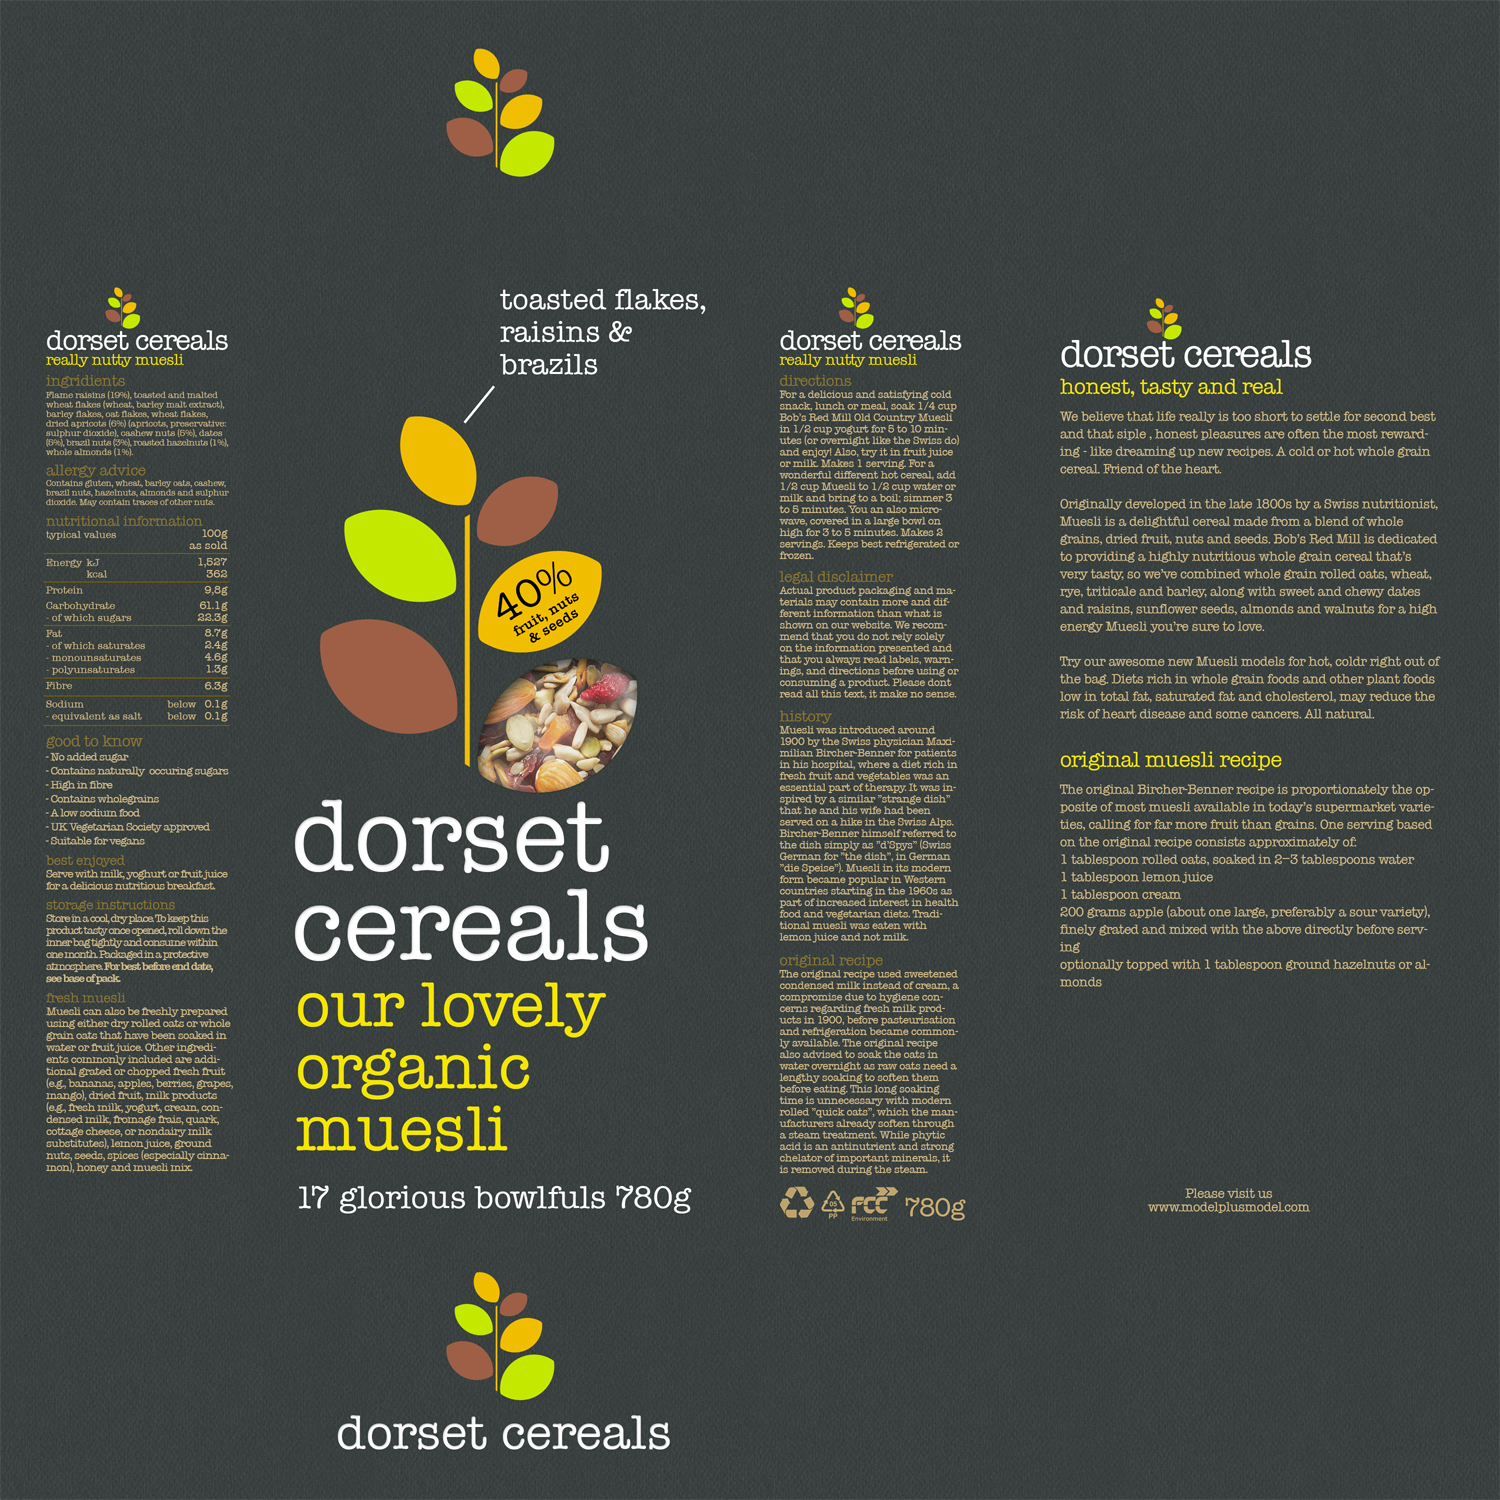 dorset cereals
really nutty muesli
ingridients
Flame raisins (19%), toasted and malted
wheat flakes (wheat, barley malt extract),
barley flakes, oat flakes, wheat flakes,
dried apricots (6%) (apricots, preservative:
sulphur dioxide), cashew nuts (5%), dates
(5%), brazil nuts (3%), roasted hazelnuts (1%),
whole almonds (1%).
allergy advice
Contains gluten, wheat, barley oats, cashew,
brazil nuts, hazelnuts, almonds and sulphur
dioxide. May contain traces of other nuts.
nutritional information
typical values 100g
as sold
Energy kJ 1,527
kcal 362
Protein 9,8g
Carbohydrate 61.1g
- of which sugars 22.3g
Fat 8.7g
- of which saturates 2.4g
- monounsaturates 4.6g
- polyunsaturates 1.3g
Fibre 6.3g
Sodium below 0.1g
- equivalent as salt below 0.1g
good to know
- No added sugar
- Contains naturally occuring sugars
- High in fibre
- Contains wholegrains
- A low sodium food
- UK Vegetarian Society approved
- Suitable for vegans
best enjoyed
Serve with milk, yoghurt or fruit juice
for a delicious nutritious breakfast.
storage instructions
Store in a cool, dry place. To keep this
product tasty once opened, roll down the
inner bag tightly and consume within
one month. Packaged in a protective
atmosphere. For best before end date,
see base of pack.
fresh muesli
Muesli can also be freshly prepared
using either dry rolled oats or whole
grain oats that have been soaked in
water or fruit juice. Other ingredi-
ents commonly included are addi-
tional grated or chopped fresh fruit
(e.g., bananas, apples, berries, grapes,
mango), dried fruit, milk products
(e.g., fresh milk, yogurt, cream, con-
densed milk, fromage frais, quark,
cottage cheese, or nondairy milk
substitutes), lemon juice, ground
nuts, seeds, spices (especially cinna-
mon), honey and muesli mix.
toasted flakes,
raisins &
brazils
40%
fruit, nuts
& seeds
dorset
cereals
our lovely
organic
muesli
17 glorious bowlfuls 780g
dorset cereals
dorset cereals
really nutty muesli
directions
For a delicious and satisfying cold
snack, lunch or meal, soak 1/4 cup
Bob's Red Mill Old Country Muesli
in 1/2 cup yogurt for 5 to 10 min-
utes (or overnight like the Swiss do)
and enjoy! Also, try it in fruit juice
or milk. Makes 1 serving. For a
wonderful different hot cereal, add
1/2 cup Muesli to 1/2 cup water or
milk and bring to a boil; simmer 3
to 5 minutes. You an also micro-
wave, covered in a large bowl on
high for 3 to 5 minutes. Makes 2
servings. Keeps best refrigerated or
frozen.
legal disclaimer
Actual product packaging and ma-
terials may contain more and dif-
ferent information than what is
shown on our website. We recom-
mend that you do not rely solely
on the information presented and
that you always read labels, warn-
ings, and directions before using or
consuming a product. Please dont
read all this text, it make no sense.
history
Muesli was introduced around
1900 by the Swiss physician Maxi-
milian Bircher-Benner for patients
in his hospital, where a diet rich in
fresh fruit and vegetables was an
essential part of therapy. It was in-
spired by a similar "strange dish"
that he and his wife had been
served on a hike in the Swiss Alps.
Bircher-Benner himself referred to
the dish simply as "d'Spys" (Swiss
German for "the dish", in German
"die Speise"). Muesli in its modern
form became popular in Western
countries starting in the 1960s as
part of increased interest in health
food and vegetarian diets. Tradi-
tional muesli was eaten with
lemon juice and not milk.
original recipe
The original recipe used sweetened
condensed milk instead of cream, a
compromise due to hygiene con-
cerns regarding fresh milk prod-
ucts in 1900, before pasteurisation
and refrigeration became common-
ly available. The original recipe
also advised to soak the oats in
water overnight as raw oats need a
lengthy soaking to soften them
before eating. This long soaking
time is unnecessary with modern
rolled "quick oats", which the man-
ufacturers already soften through
a steam treatment. While phytic
acid is an antinutrient and strong
chelator of important minerals, it
is removed during the steam.
05
PP
FCC
Environment
780g
dorset cereals
honest, tasty and real
We believe that life really is too short to settle for second best
and that siple , honest pleasures are often the most reward-
ing - like dreaming up new recipes. A cold or hot whole grain
cereal. Friend of the heart.
Originally developed in the late 1800s by a Swiss nutritionist,
Muesli is a delightful cereal made from a blend of whole
grains, dried fruit, nuts and seeds. Bob's Red Mill is dedicated
to providing a highly nutritious whole grain cereal that's
very tasty, so we've combined whole grain rolled oats, wheat,
rye, triticale and barley, along with sweet and chewy dates
and raisins, sunflower seeds, almonds and walnuts for a high
energy Muesli you're sure to love.
Try our awesome new Muesli models for hot, coldr right out of
the bag. Diets rich in whole grain foods and other plant foods
low in total fat, saturated fat and cholesterol, may reduce the
risk of heart disease and some cancers. All natural.
original muesli recipe
The original Bircher-Benner recipe is proportionately the op-
posite of most muesli available in today's supermarket varie-
ties, calling for far more fruit than grains. One serving based
on the original recipe consists approximately of:
1 tablespoon rolled oats, soaked in 2–3 tablespoons water
1 tablespoon lemon juice
1 tablespoon cream
200 grams apple (about one large, preferably a sour variety),
finely grated and mixed with the above directly before serv-
ing
optionally topped with 1 tablespoon ground hazelnuts or al-
monds
Please visit us
www.modelplusmodel.com